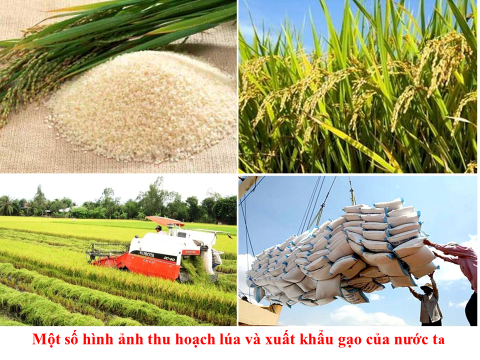 Một số hình ảnh thu hoạch lúa và xuất khẩu gạo của nước ta